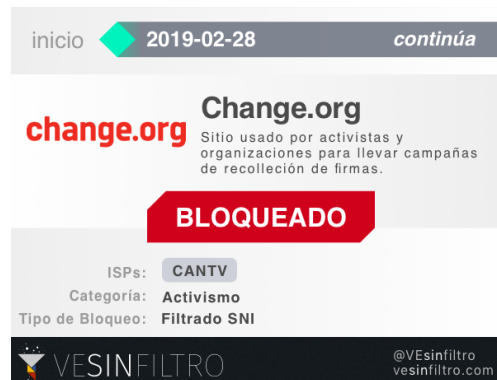 inicio 2019-02-28 continúa
change.org
Change.org
Sitio usado por activistas y
organizaciones para llevar campañas
de recolleción de firmas.
BLOQUEADO
ISPs: CANTV
Categoría: Activismo
Tipo de Bloqueo: Filtrado SNI
VESINFILTRO
@VEsinfiltro
vesinfiltro.com